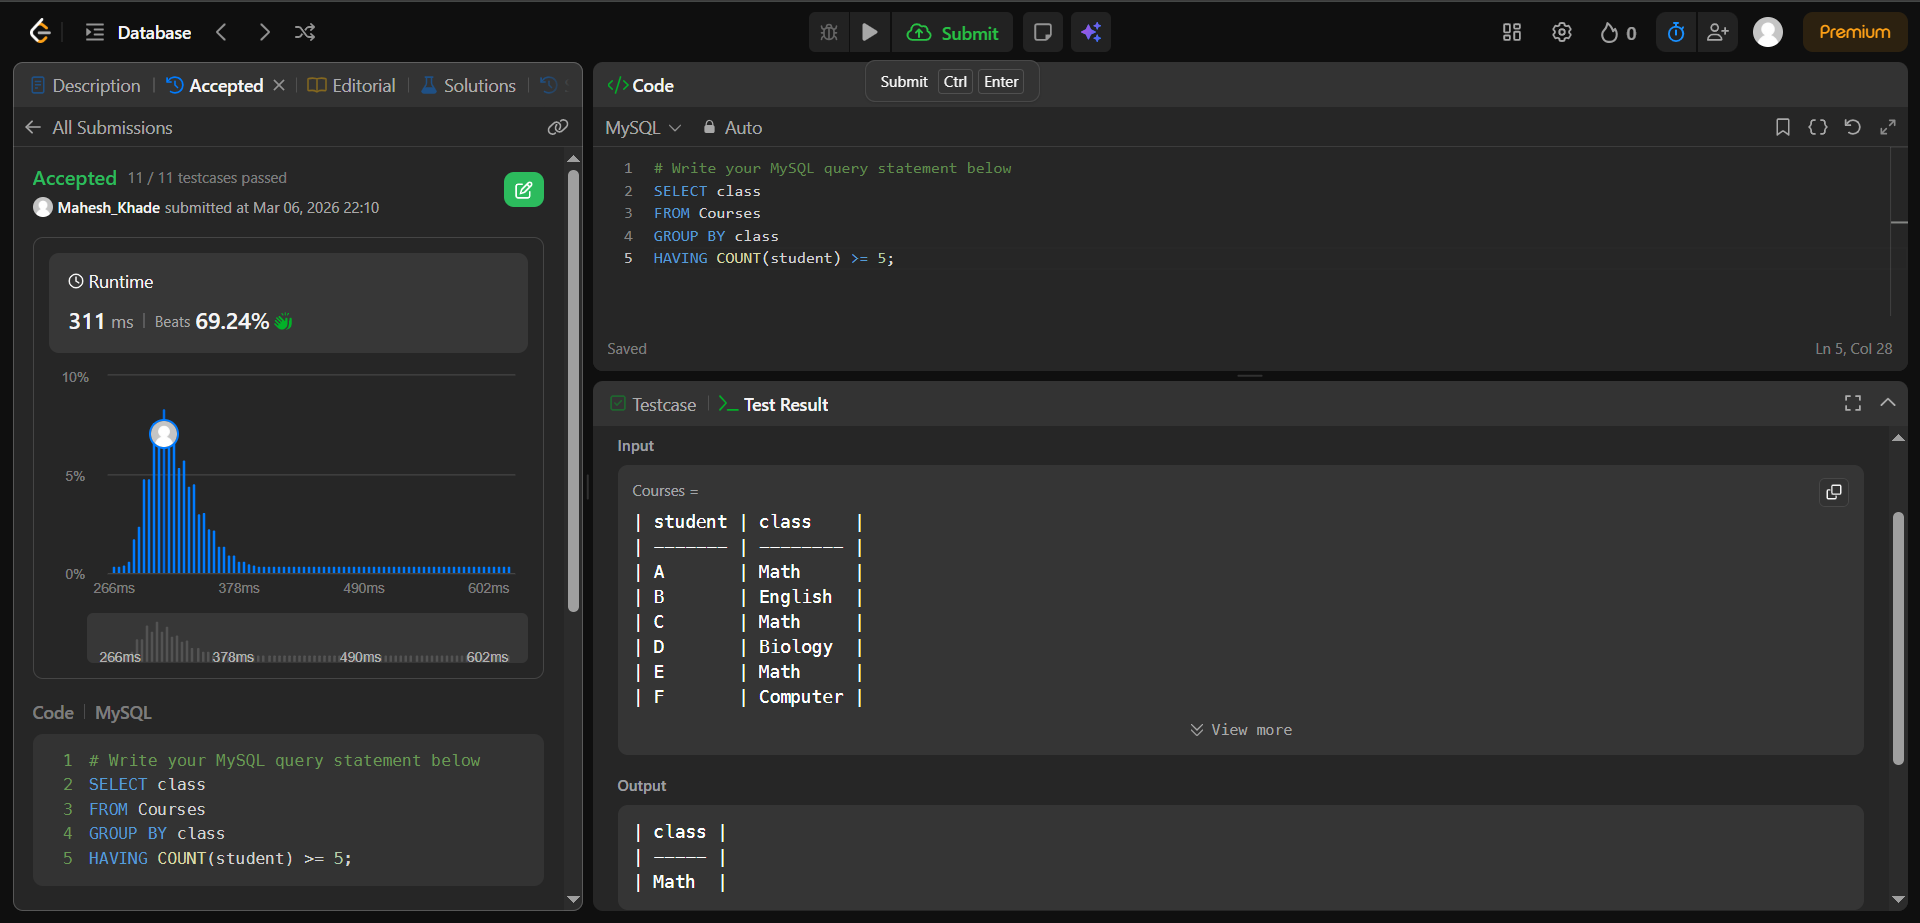 Database
Submit
0
Premium
Description
Accepted
Editorial
Solutions
All Submissions
Accepted 11 / 11 testcases passed
Mahesh_Khade submitted at Mar 06, 2026 22:10
Runtime
311 ms Beats 69.24%
10%
5%
0%
266ms 378ms 490ms 602ms
266ms 378ms 490ms 602ms
Code MySQL
1 # Write your MySQL query statement below
2 SELECT class
3 FROM Courses
4 GROUP BY class
5 HAVING COUNT(student) >= 5;
</> Code
Submit Ctrl Enter
MySQL Auto
1 # Write your MySQL query statement below
2 SELECT class
3 FROM Courses
4 GROUP BY class
5 HAVING COUNT(student) >= 5;
Saved Ln 5, Col 28
Testcase
Test Result
Input
Courses =
| student | class |
| ------- | -------- |
| A | Math |
| B | English |
| C | Math |
| D | Biology |
| E | Math |
| F | Computer |
View more
Output
| class |
| ----- |
| Math |